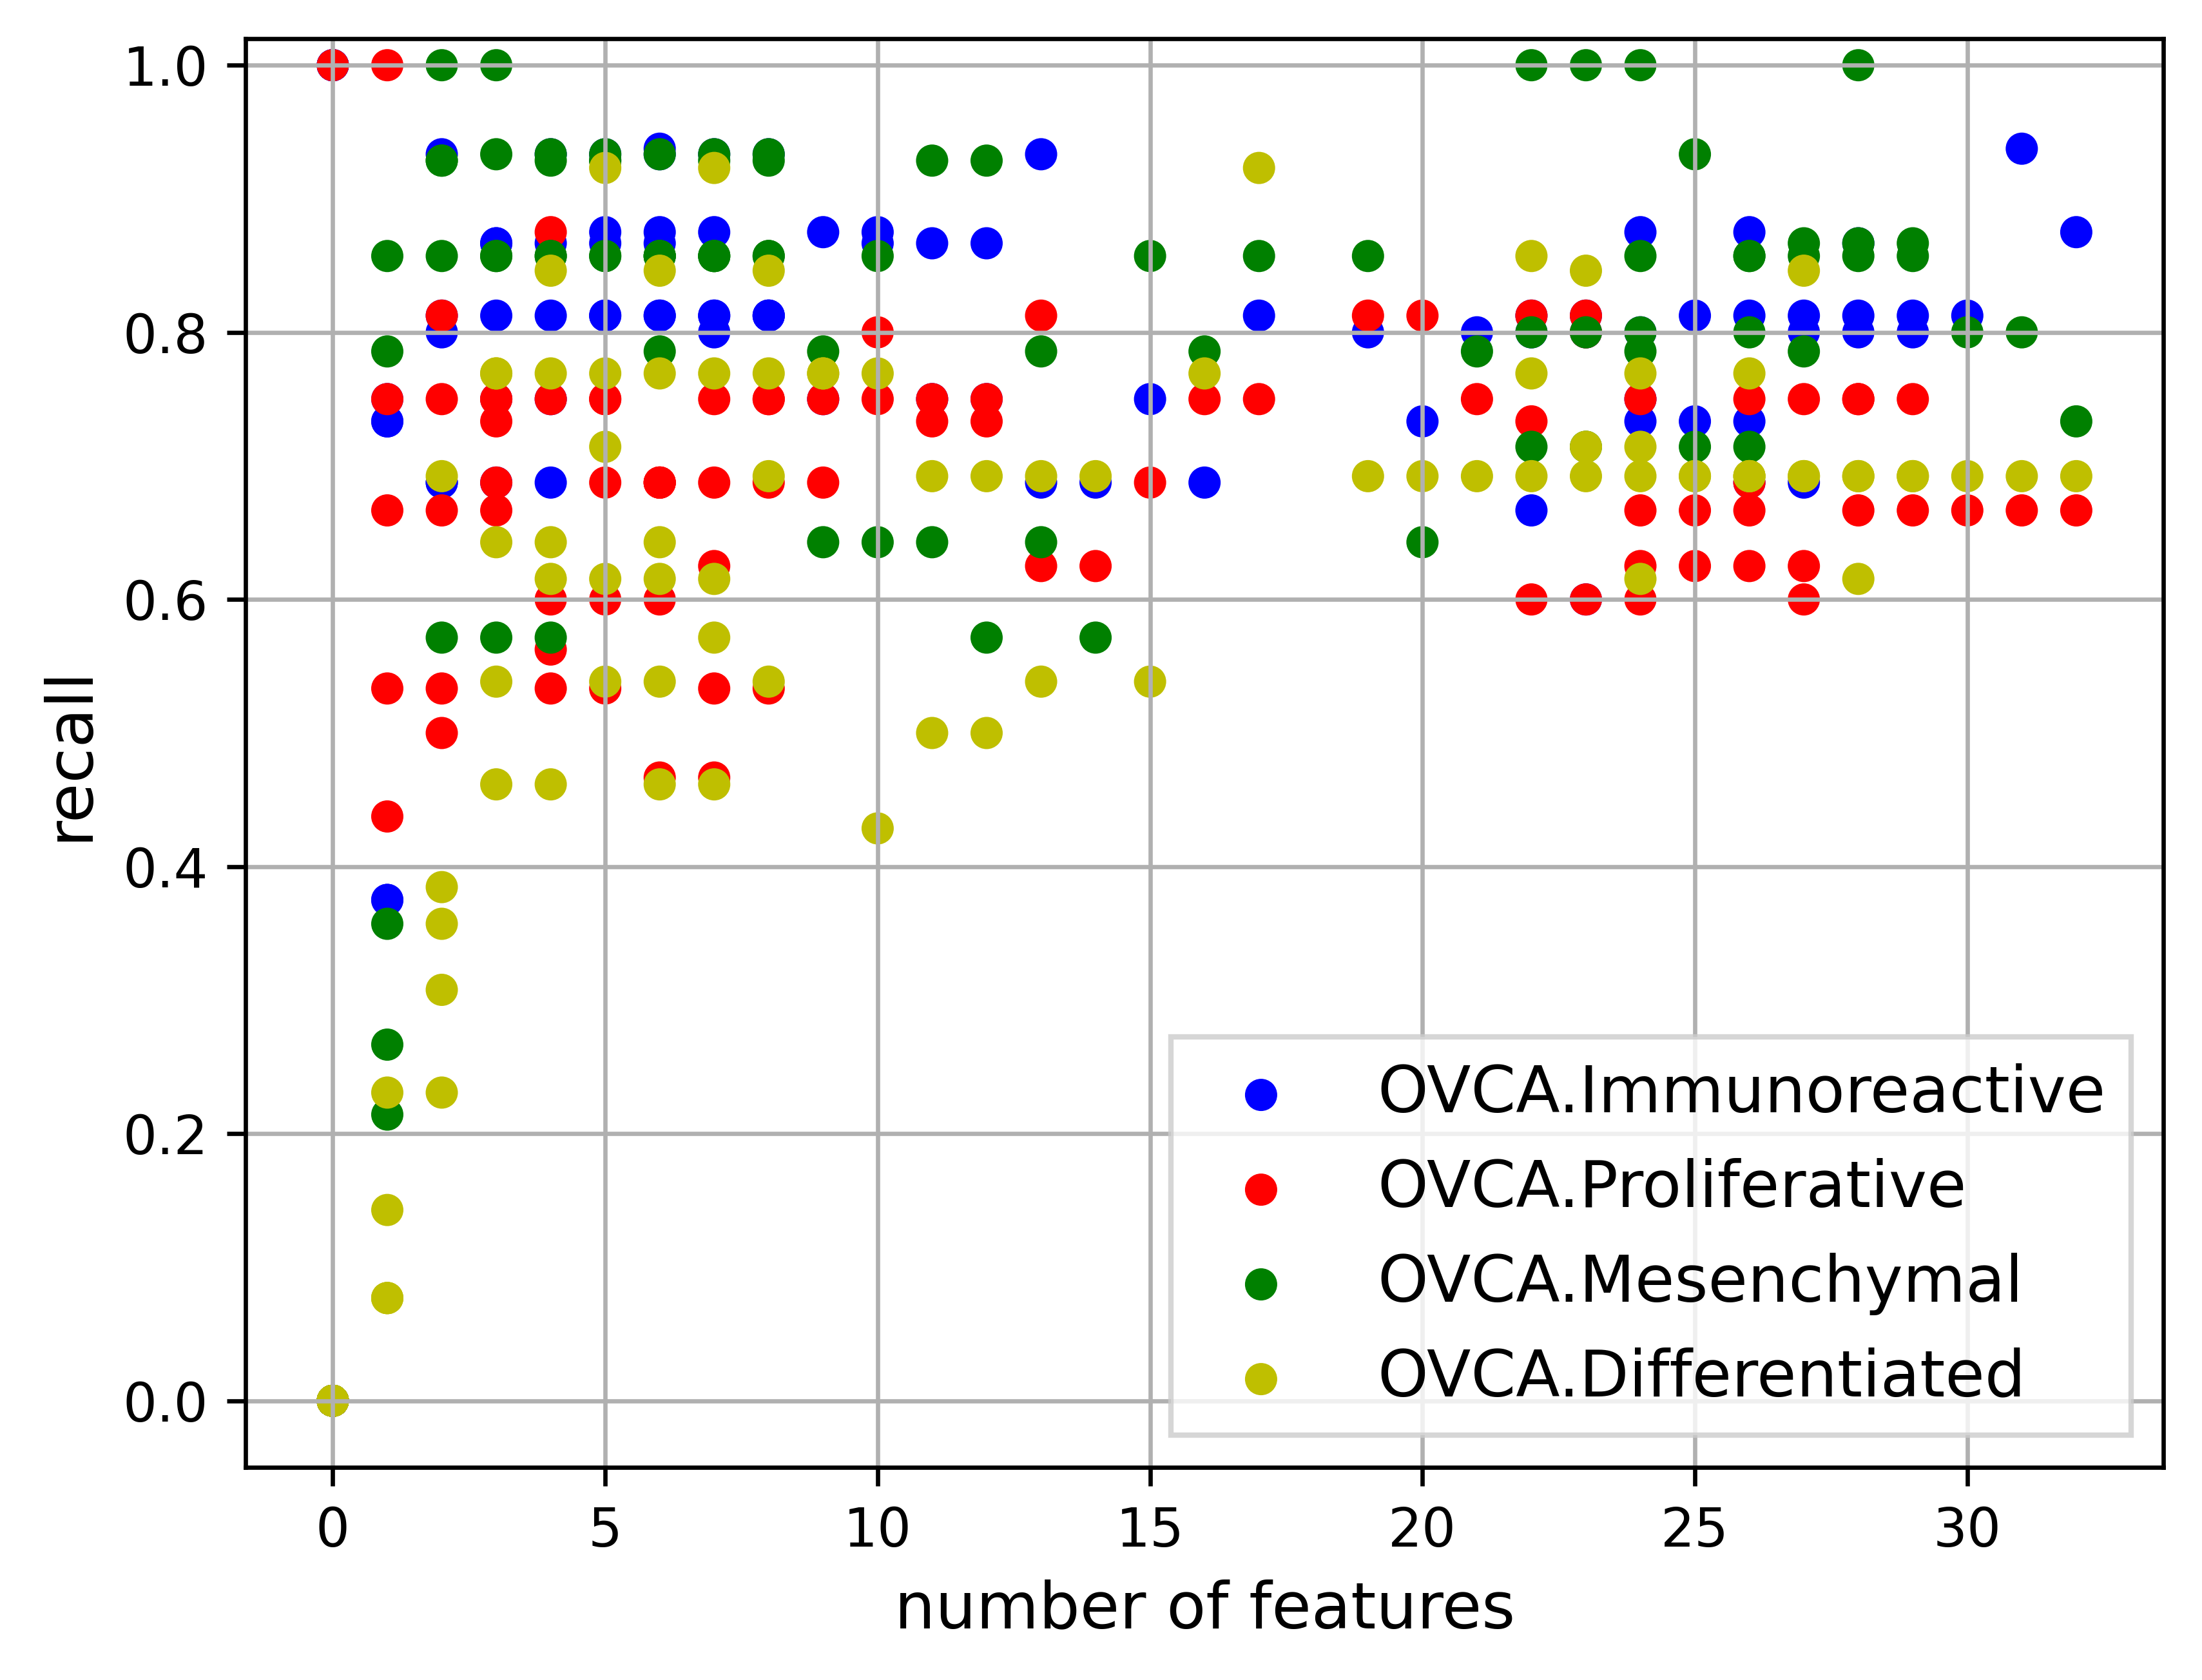 1.0
0.8
0.6
0.4
0.2
0.0
recall
OVCA.Immunoreactive
OVCA.Proliferative
OVCA.Mesenchymal
OVCA.Differentiated
0 5 10 15 20 25 30
number of features